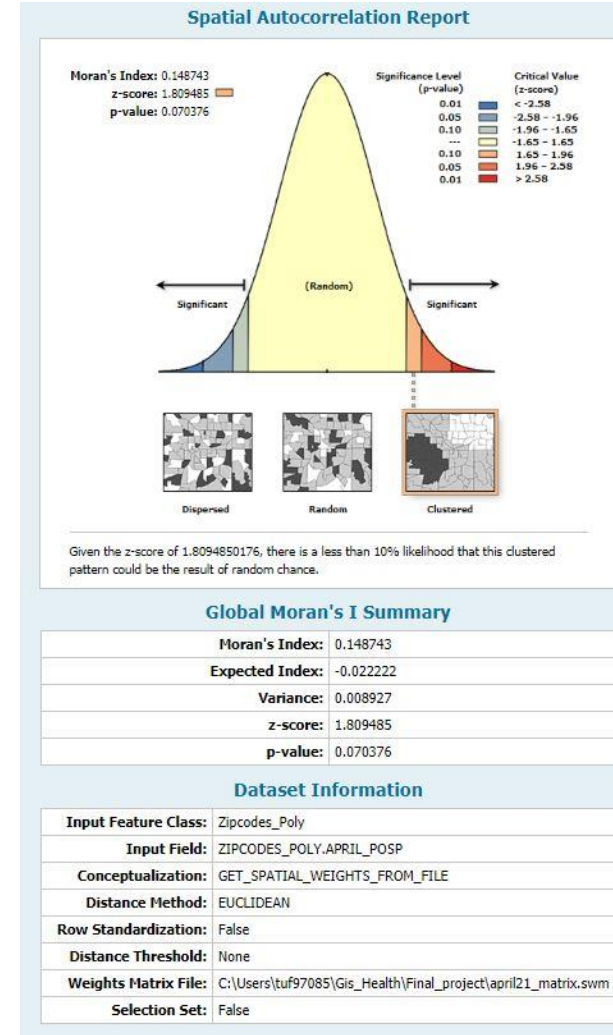 Spatial Autocorrelation Report
Moran's Index: 0.148743
z-score: 1.809485
p-value: 0.070376
Significance Level (p-value)
Critical Value (z-score)
0.01 < -2.58
0.05 -2.58 - -1.96
0.10 -1.96 - -1.65
--- -1.65 - 1.65
0.10 1.65 - 1.96
0.05 1.96 - 2.58
0.01 > 2.58
(Random)
Significant
Significant
Dispersed
Random
Clustered
Given the z-score of 1.8094850176, there is a less than 10% likelihood that this clustered
pattern could be the result of random chance.
Global Moran's I Summary
Moran's Index: 0.148743
Expected Index: -0.022222
Variance: 0.008927
z-score: 1.809485
p-value: 0.070376
Dataset Information
Input Feature Class: Zipcodes_Poly
Input Field: ZIPCODES_POLY.APRIL_POSP
Conceptualization: GET_SPATIAL_WEIGHTS_FROM_FILE
Distance Method: EUCLIDEAN
Row Standardization: False
Distance Threshold: None
Weights Matrix File: C:\Users\tuf97085\Gis_Health\Final_project\april21_matrix.swm
Selection Set: False